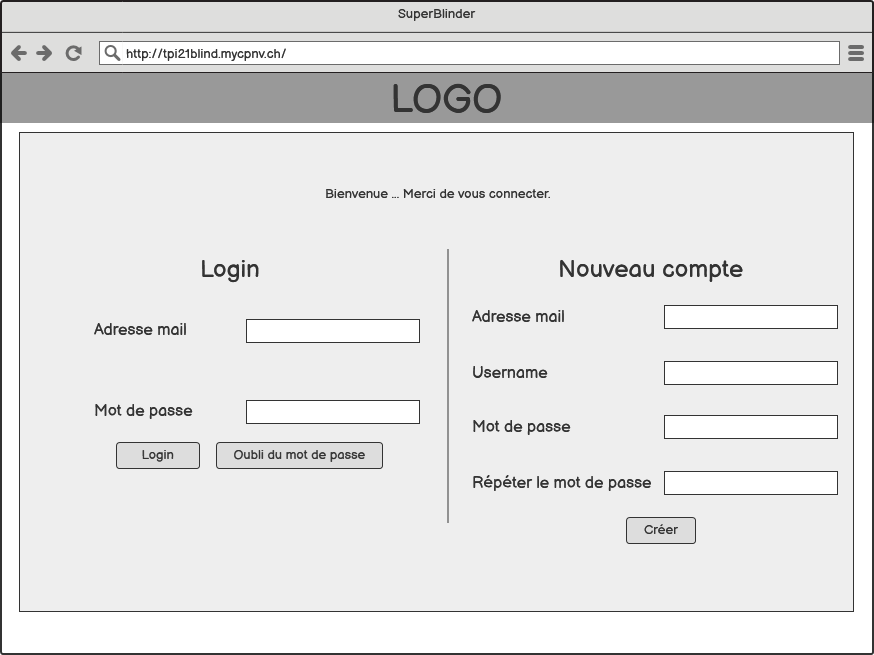 SuperBlinder
http://tpi21blind.mycpnv.ch/
LOGO
Bienvenue ... Merci de vous connecter.
Login
Adresse mail
Mot de passe
Login
Oubli du mot de passe
Nouveau compte
Adresse mail
Username
Mot de passe
Répéter le mot de passe
Créer